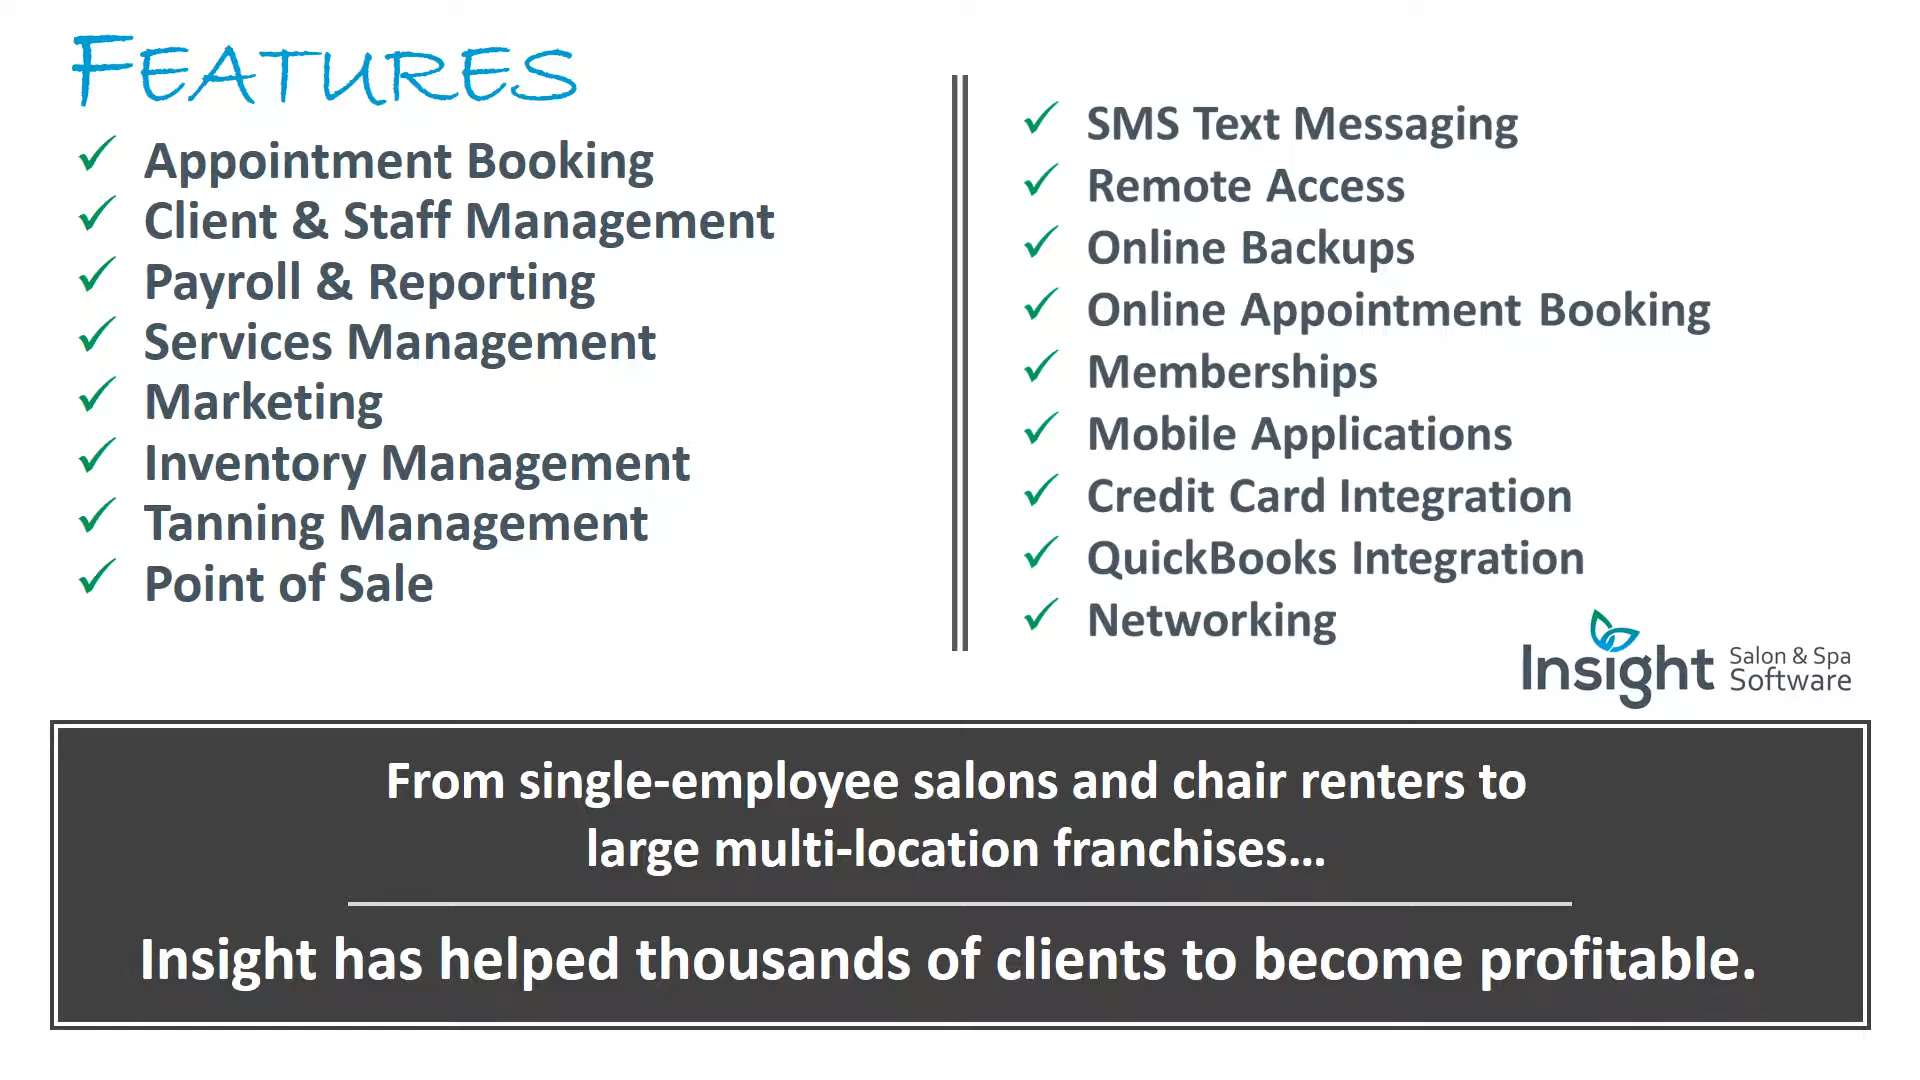 FEATURES
Appointment Booking
Client & Staff Management
Payroll & Reporting
Services Management
Marketing
Inventory Management
Tanning Management
Point of Sale
SMS Text Messaging
Remote Access
Online Backups
Online Appointment Booking
Memberships
Mobile Applications
Credit Card Integration
QuickBooks Integration
Networking
Insight Salon & Spa
Software
From single-employee salons and chair renters to
large multi-location franchises...
Insight has helped thousands of clients to become profitable.